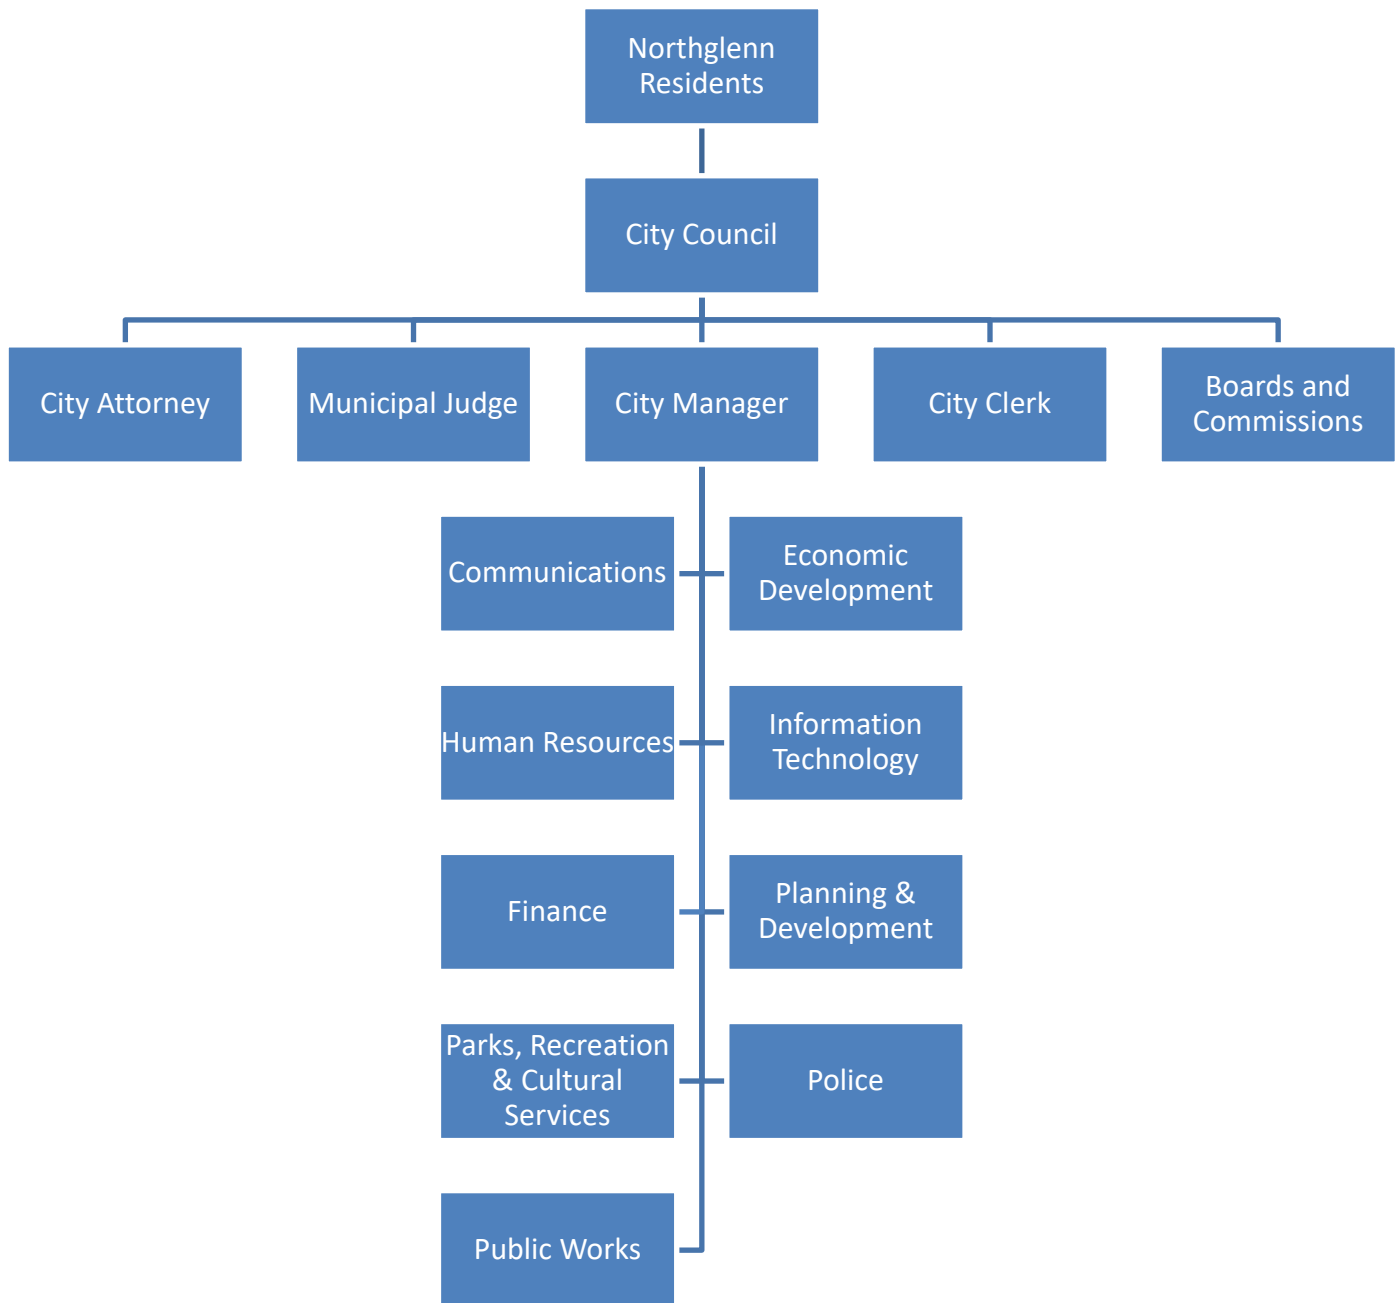 Northglenn
Residents
City Council
City Attorney
Municipal Judge
City Manager
City Clerk
Boards and
Commissions
Communications
Economic
Development
Human Resources
Information
Technology
Finance
Planning &
Development
Parks, Recreation
& Cultural
Services
Police
Public Works